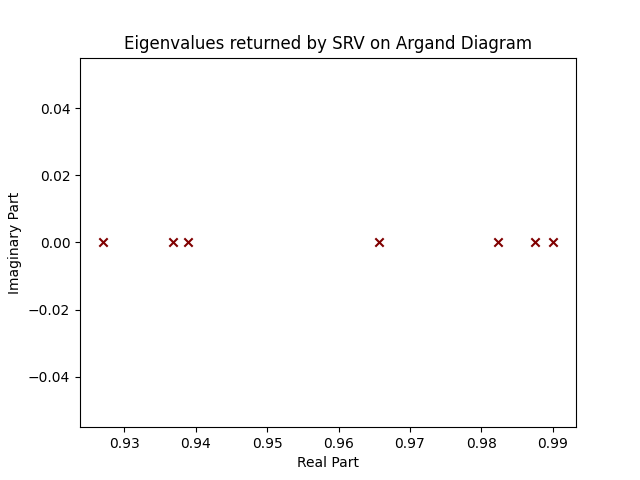 Eigenvalues returned by SRV on Argand Diagram
Imaginary Part
0.04
0.02
0.00
−0.02
−0.04
0.93 0.94 0.95 0.96 0.97 0.98 0.99
Real Part